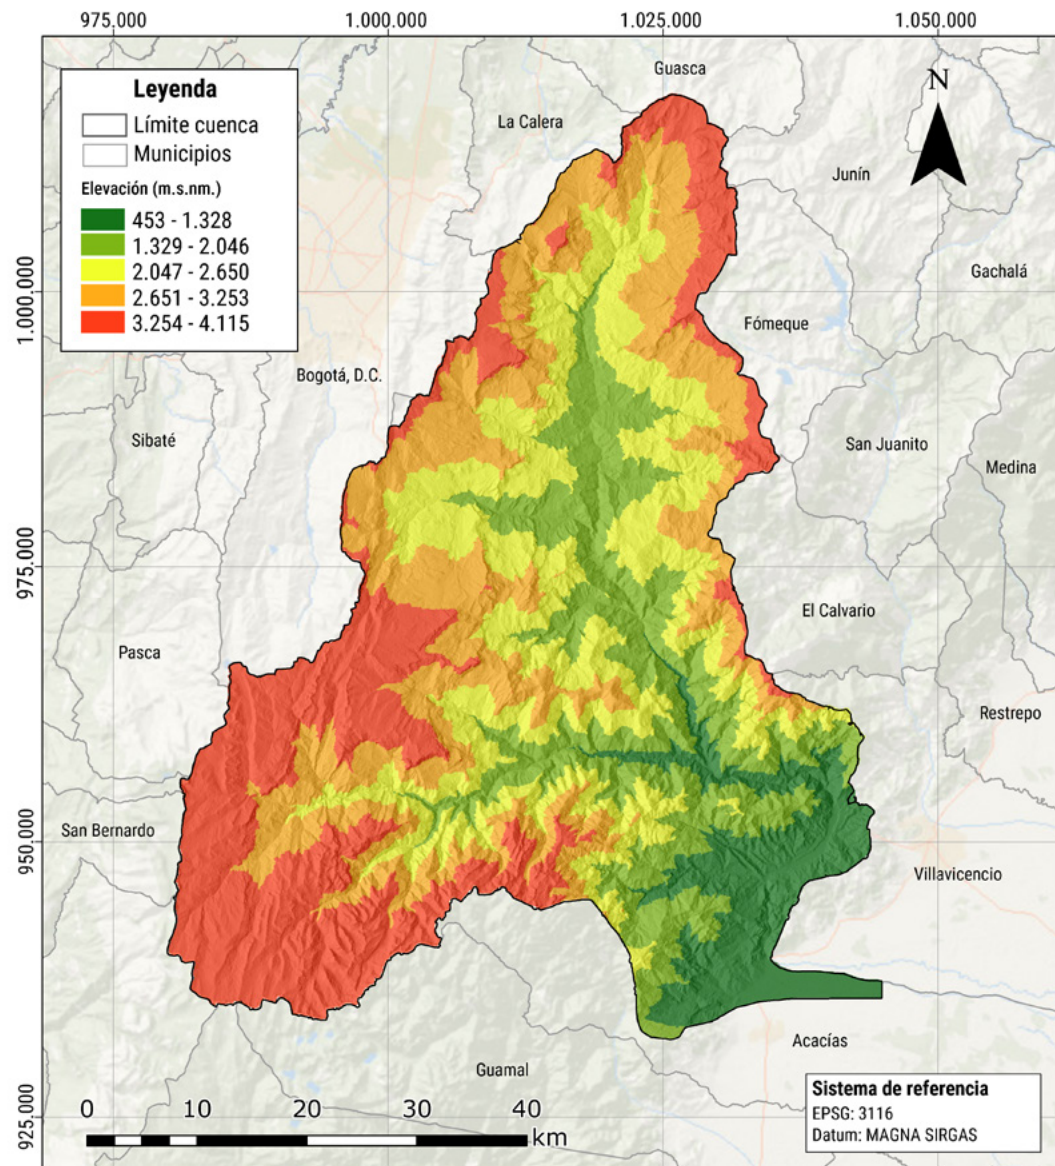 975.000 1.000.000 1.025.000 1.050.000
Guasca
N
Leyenda
Límite cuenca
Municipios
Elevación (m.s.nm.)
453 - 1.328
1.329 - 2.046
2.047 - 2.650
2.651 - 3.253
3.254 - 4.115
La Calera
Junín
Gachalá
1.000.000
Fómeque
Bogotá, D.C.
Sibaté
San Juanito
Medina
975.000
El Calvario
Pasca
Restrepo
San Bernardo
950.000
Villavicencio
Acacías
Guamal
925.000
0 10 20 30 40
km
Sistema de referencia
EPSG: 3116
Datum: MAGNA SIRGAS